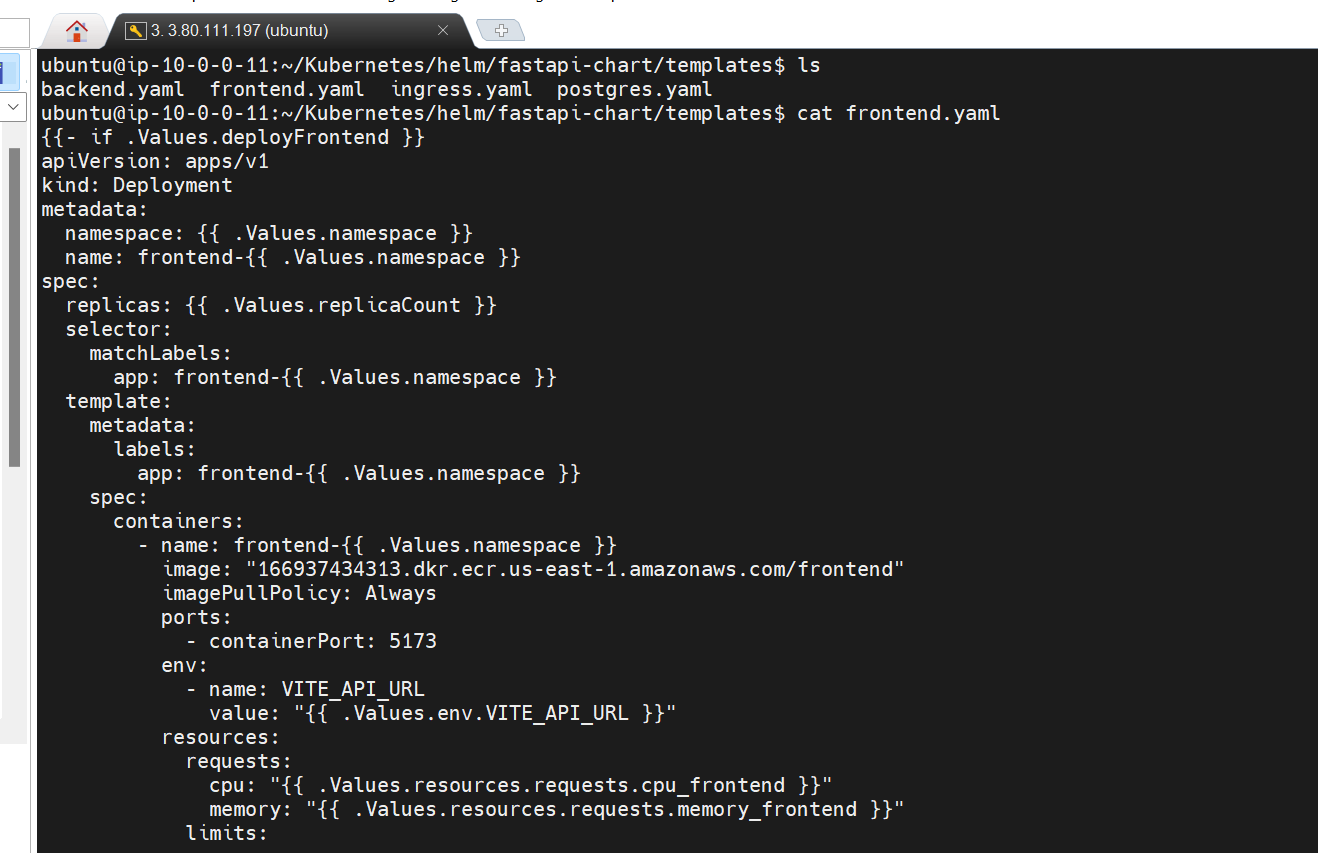 3. 3.80.111.197 (ubuntu)
ubuntu@ip-10-0-0-11:~/Kubernetes/helm/fastapi-chart/templates$ ls
backend.yaml  frontend.yaml  ingress.yaml  postgres.yaml
ubuntu@ip-10-0-0-11:~/Kubernetes/helm/fastapi-chart/templates$ cat frontend.yaml
{{- if .Values.deployFrontend }}
apiVersion: apps/v1
kind: Deployment
metadata:
  namespace: {{ .Values.namespace }}
  name: frontend-{{ .Values.namespace }}
spec:
  replicas: {{ .Values.replicaCount }}
  selector:
    matchLabels:
      app: frontend-{{ .Values.namespace }}
  template:
    metadata:
      labels:
        app: frontend-{{ .Values.namespace }}
    spec:
      containers:
        - name: frontend-{{ .Values.namespace }}
          image: "166937434313.dkr.ecr.us-east-1.amazonaws.com/frontend"
          imagePullPolicy: Always
          ports:
            - containerPort: 5173
          env:
            - name: VITE_API_URL
              value: "{{ .Values.env.VITE_API_URL }}"
          resources:
            requests:
              cpu: "{{ .Values.resources.requests.cpu_frontend }}"
              memory: "{{ .Values.resources.requests.memory_frontend }}"
            limits: